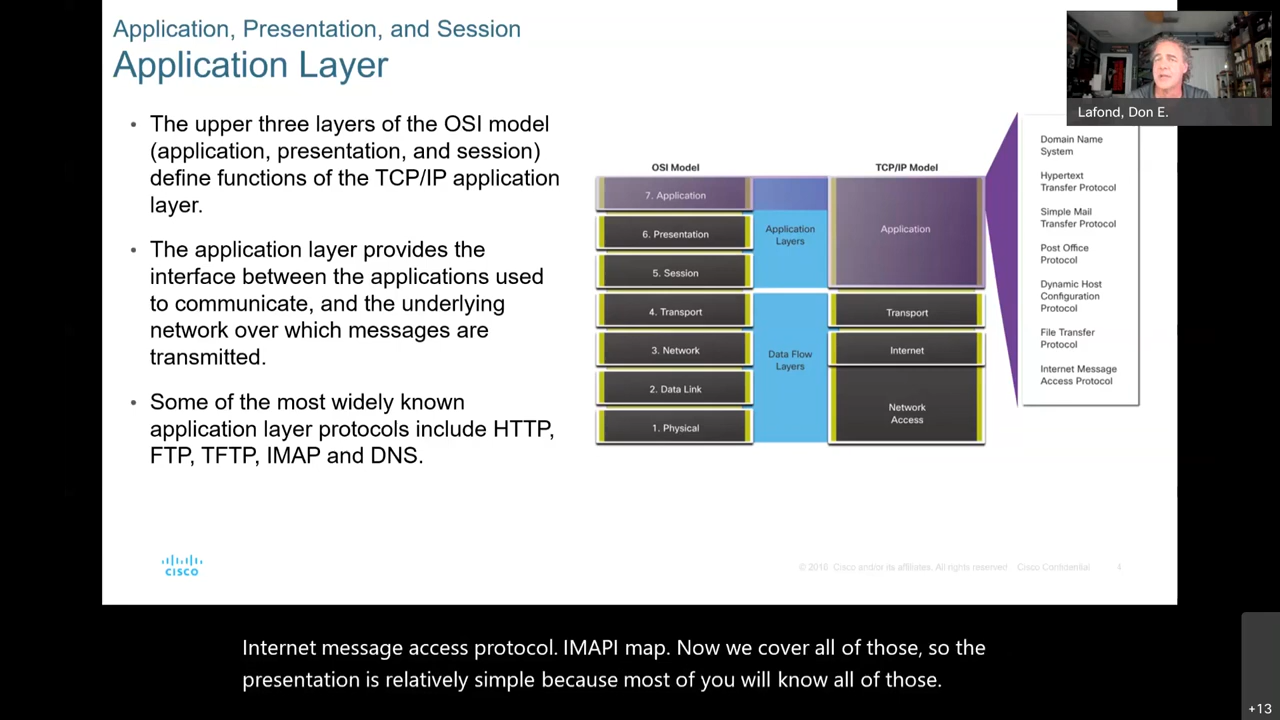 Application, Presentation, and Session
Application Layer
• The upper three layers of the OSI model
(application, presentation, and session)
define functions of the TCP/IP application
layer.
• The application layer provides the
interface between the applications used
to communicate, and the underlying
network over which messages are
transmitted.
• Some of the most widely known
application layer protocols include HTTP,
FTP, TFTP, IMAP and DNS.
OSI Model
7. Application
6. Presentation
5. Session
4. Transport
3. Network
2. Data Link
1. Physical
Application
Layers
Data Flow
Layers
TCP/IP Model
Application
Transport
Internet
Network
Access
Lafond, Don E.
Domain Name
System
Hypertext
Transfer Protocol
Simple Mail
Transfer Protocol
Post Office
Protocol
Dynamic Host
Configuration
Protocol
File Transfer
Protocol
Internet Message
Access Protocol
CISCO
© 2016 Cisco and/or its affiliates. All rights reserved. Cisco Confidential 4
Internet message access protocol. IMAPI map. Now we cover all of those, so the
presentation is relatively simple because most of you will know all of those.
+13